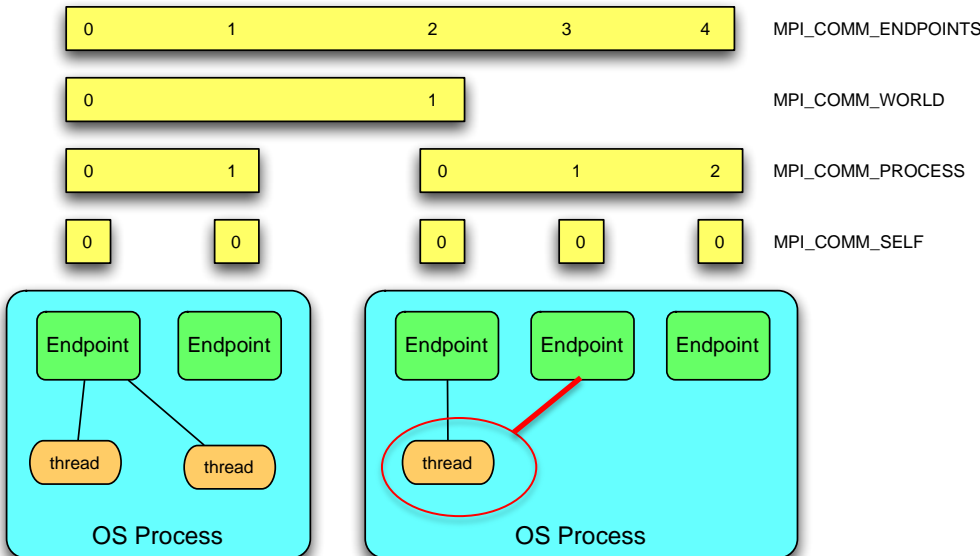 0 1 2 3 4 MPI_COMM_ENDPOINTS
0 1 MPI_COMM_WORLD
0 1 0 1 2 MPI_COMM_PROCESS
0 0 0 0 0 MPI_COMM_SELF
Endpoint Endpoint Endpoint Endpoint Endpoint
thread thread thread
OS Process OS Process